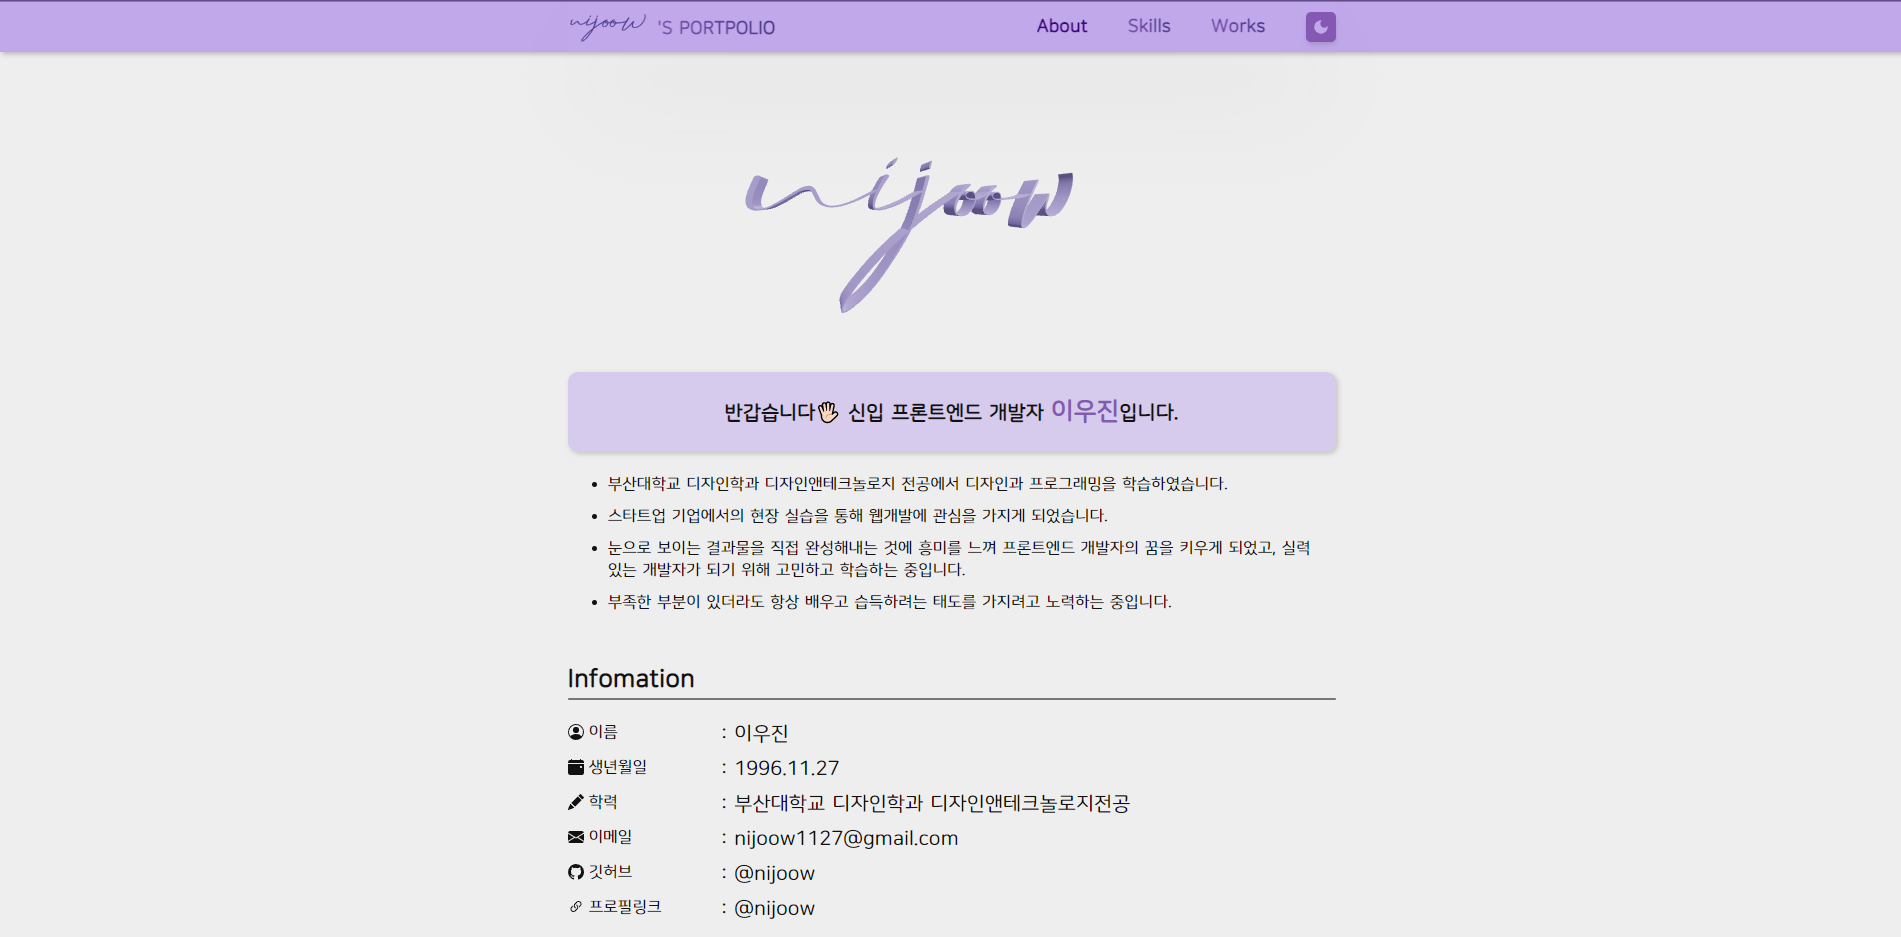 nijoow 'S PORTPOLIO About Skills Works
nijoow
반갑습니다🖐 신입 프론트엔드 개발자 이우진입니다.
• 부산대학교 디자인학과 디자인앤테크놀로지 전공에서 디자인과 프로그래밍을 학습하였습니다.
• 스타트업 기업에서의 현장 실습을 통해 웹개발에 관심을 가지게 되었습니다.
• 눈으로 보이는 결과물을 직접 완성해내는 것에 흥미를 느껴 프론트엔드 개발자의 꿈을 키우게 되었고, 실력
있는 개발자가 되기 위해 고민하고 학습하는 중입니다.
• 부족한 부분이 있더라도 항상 배우고 습득하려는 태도를 가지려고 노력하는 중입니다.
Infomation
이름 : 이우진
생년월일 : 1996.11.27
학력 : 부산대학교 디자인학과 디자인앤테크놀로지전공
이메일 : nijoow1127@gmail.com
깃허브 : @nijoow
프로필링크 : @nijoow